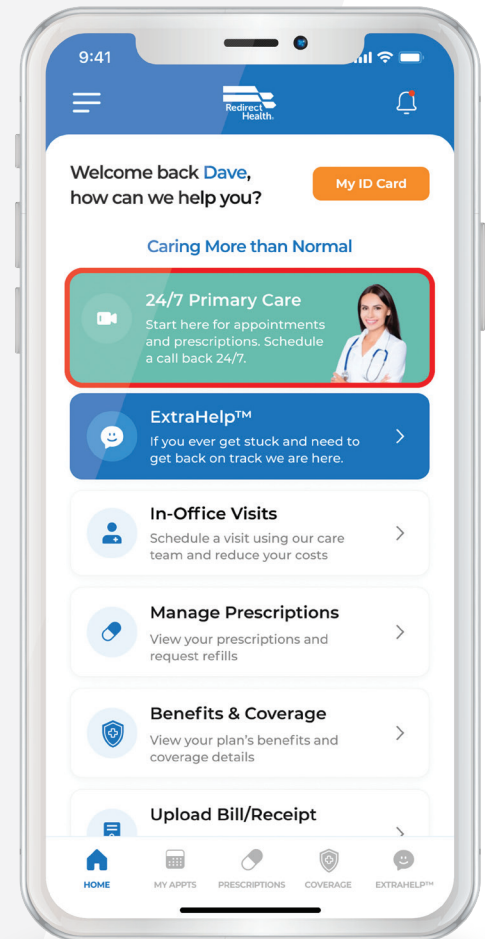 9:41
Redirect
Health.
Welcome back Dave,
how can we help you?
My ID Card
Caring More than Normal
24/7 Primary Care
Start here for appointments
and prescriptions. Schedule
a call back 24/7.
ExtraHelp™
If you ever get stuck and need to
get back on track we are here.
In-Office Visits
Schedule a visit using our care
team and reduce your costs
Manage Prescriptions
View your prescriptions and
request refills
Benefits & Coverage
View your plan's benefits and
coverage details
Upload Bill/Receipt
HOME
MY APPTS
PRESCRIPTIONS
COVERAGE
EXTRAHELP™